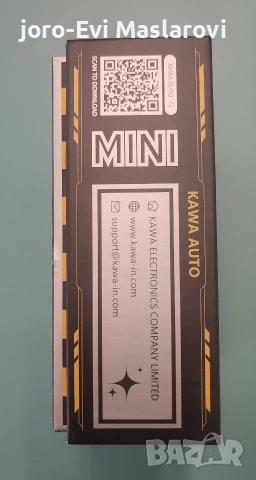 joro-Evi Maslarovi
SCAN TO DOWNLOAD
KAWA AUTO
MINI
KAWA AUTO
KAWA ELECTRONICS COMPANY LIMITED
www.kawa-in.com
support@kawa-in.com
bazar